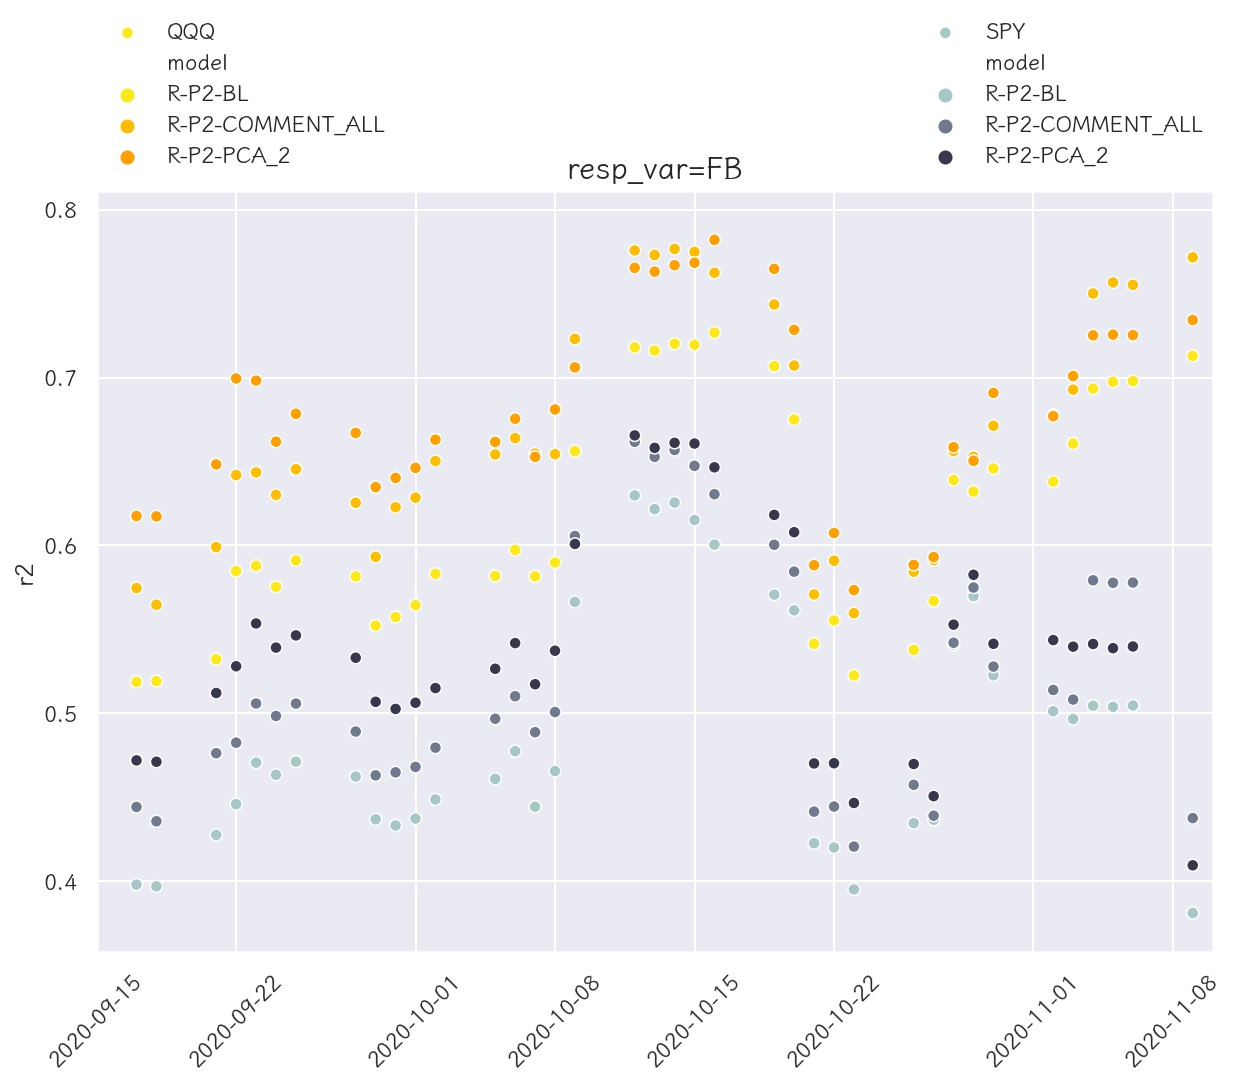 QQQ
model
R-P2-BL
R-P2-COMMENT_ALL
R-P2-PCA_2
SPY
model
R-P2-BL
R-P2-COMMENT_ALL
R-P2-PCA_2
resp_var=FB
0.8
0.7
0.6
0.5
0.4
r2
2020-09-15
2020-09-22
2020-10-01
2020-10-08
2020-10-15
2020-10-22
2020-11-01
2020-11-08